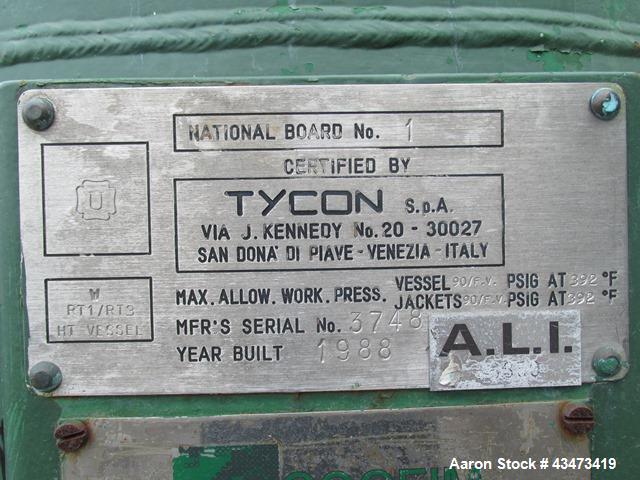 NATIONAL BOARD No. 1
CERTIFIED BY
U
TYCON S.p.A.
VIA J. KENNEDY No. 20 - 30027
SAN DONA' DI PIAVE - VENEZIA - ITALY
W
RT1/RT3
HT VESSEL
MAX. ALLOW. WORK. PRESS. VESSEL 90/F.V. PSIG AT 392 °F
JACKETS 90/F.V. PSIG AT 392 °F
MFR'S SERIAL No. 3748
YEAR BUILT 1988
A.L.I.
Aaron Stock # 43473419